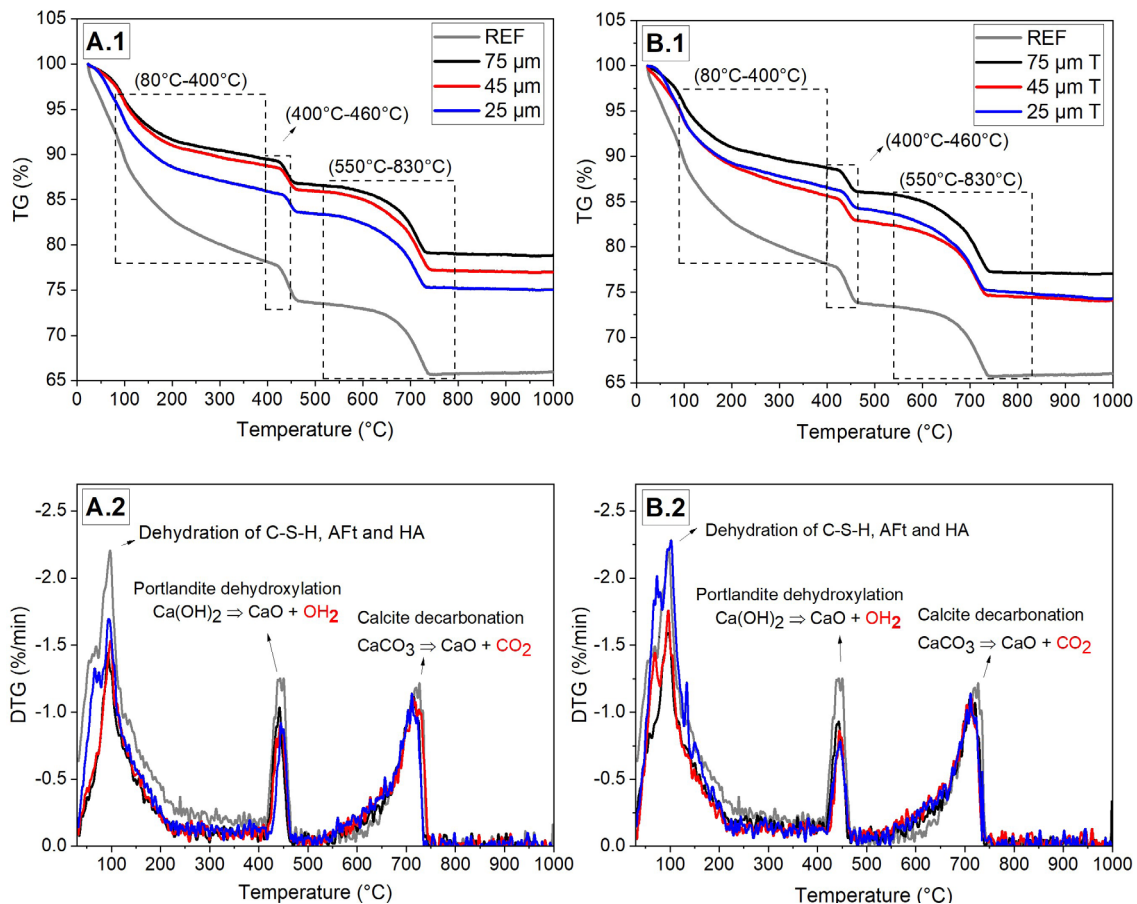 A.1
REF
75 µm
45 µm
25 µm
(80°C-400°C)
(400°C-460°C)
(550°C-830°C)
TG (%)
105
100
95
90
85
80
75
70
65
0 100 200 300 400 500 600 700 800 900 1000
Temperature (°C)
B.1
REF
75 µm T
45 µm T
25 µm T
(80°C-400°C)
(400°C-460°C)
(550°C-830°C)
TG (%)
105
100
95
90
85
80
75
70
65
0 100 200 300 400 500 600 700 800 900 1000
Temperature (°C)
A.2
Dehydration of C-S-H, AFt and HA
Portlandite dehydroxylation
Ca(OH)2 ⇒ CaO + OH2
Calcite decarbonation
CaCO3 ⇒ CaO + CO2
DTG (%/min)
-2.5
-2.0
-1.5
-1.0
-0.5
0.0
100 200 300 400 500 600 700 800 900 1000
Temperature (°C)
B.2
Dehydration of C-S-H, AFt and HA
Portlandite dehydroxylation
Ca(OH)2 ⇒ CaO + OH2
Calcite decarbonation
CaCO3 ⇒ CaO + CO2
DTG (%/min)
-2.5
-2.0
-1.5
-1.0
-0.5
0.0
100 200 300 400 500 600 700 800 900 1000
Temperature (°C)